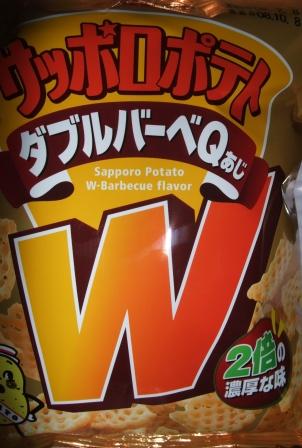 サッポロポテト
ダブルバーベQあじ
Sapporo Potato
W-Barbecue flavor
W
2倍の
濃厚な味